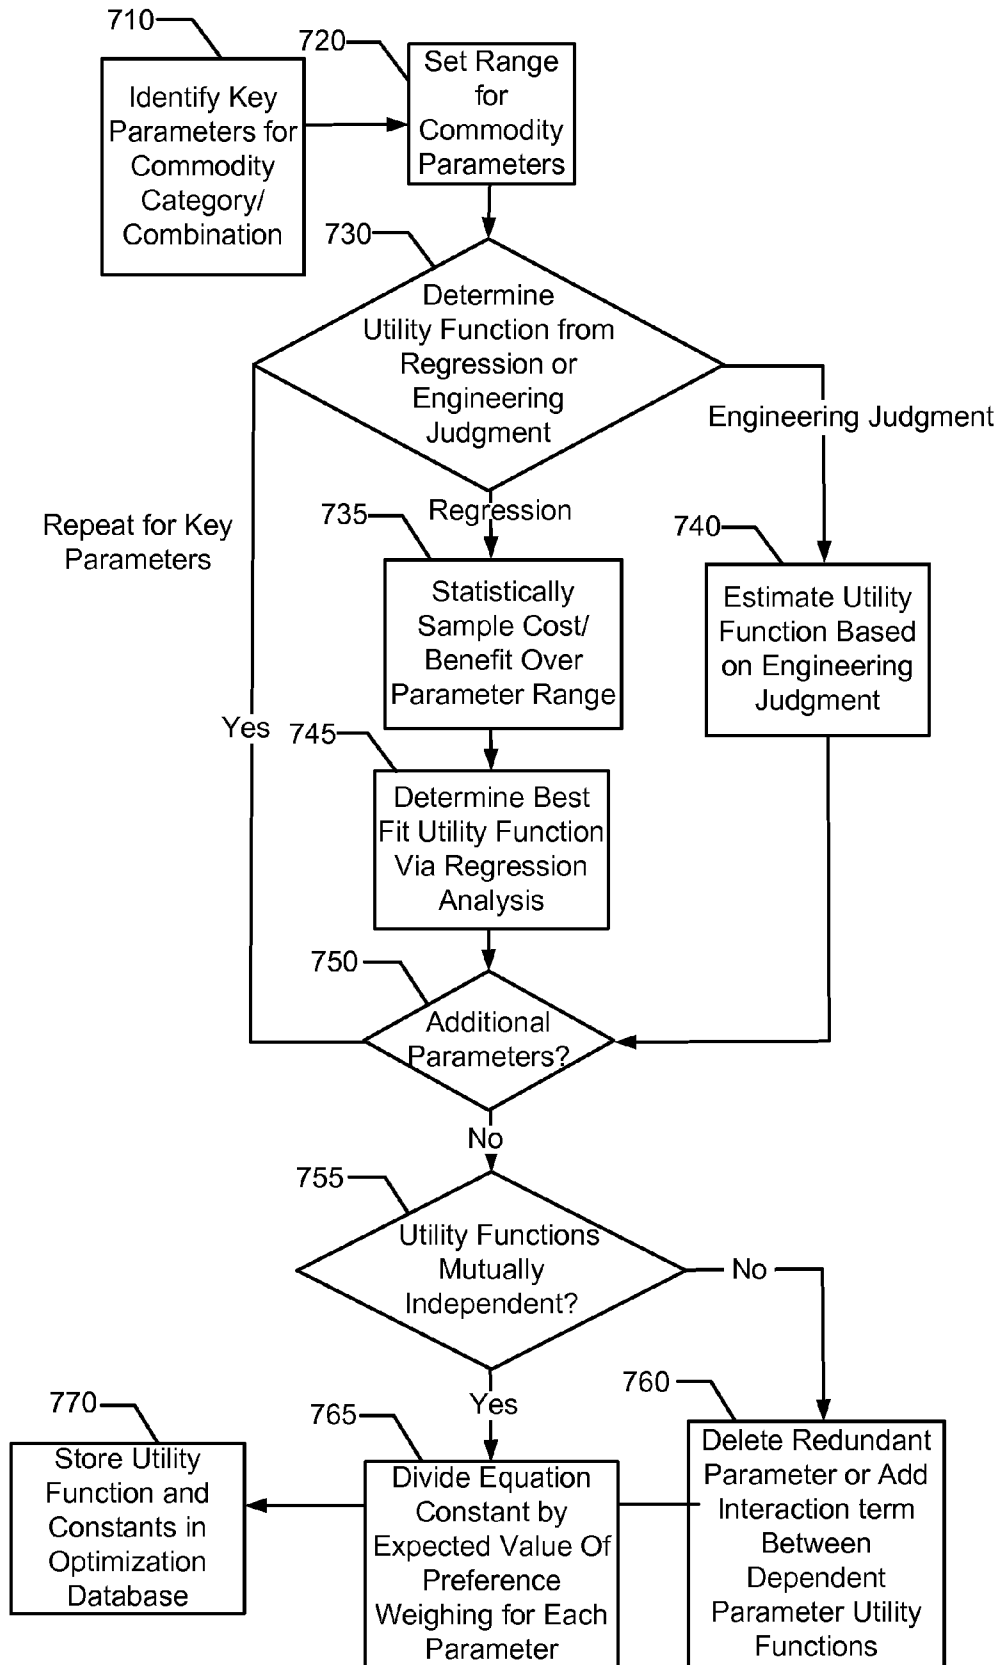 710
Identify Key
Parameters for
Commodity
Category/
Combination
720
Set Range
for
Commodity
Parameters
730
Determine
Utility Function from
Regression or
Engineering
Judgment
Engineering Judgment
Regression
Repeat for Key
Parameters
Yes
735
Statistically
Sample Cost/
Benefit Over
Parameter Range
740
Estimate Utility
Function Based
on Engineering
Judgment
745
Determine Best
Fit Utility Function
Via Regression
Analysis
750
Additional
Parameters?
No
755
Utility Functions
Mutually
Independent?
No
Yes
760
Delete Redundant
Parameter or Add
Interaction term
Between
Dependent
Parameter Utility
Functions
765
Divide Equation
Constant by
Expected Value Of
Preference
Weighing for Each
Parameter
770
Store Utility
Function and
Constants in
Optimization
Database